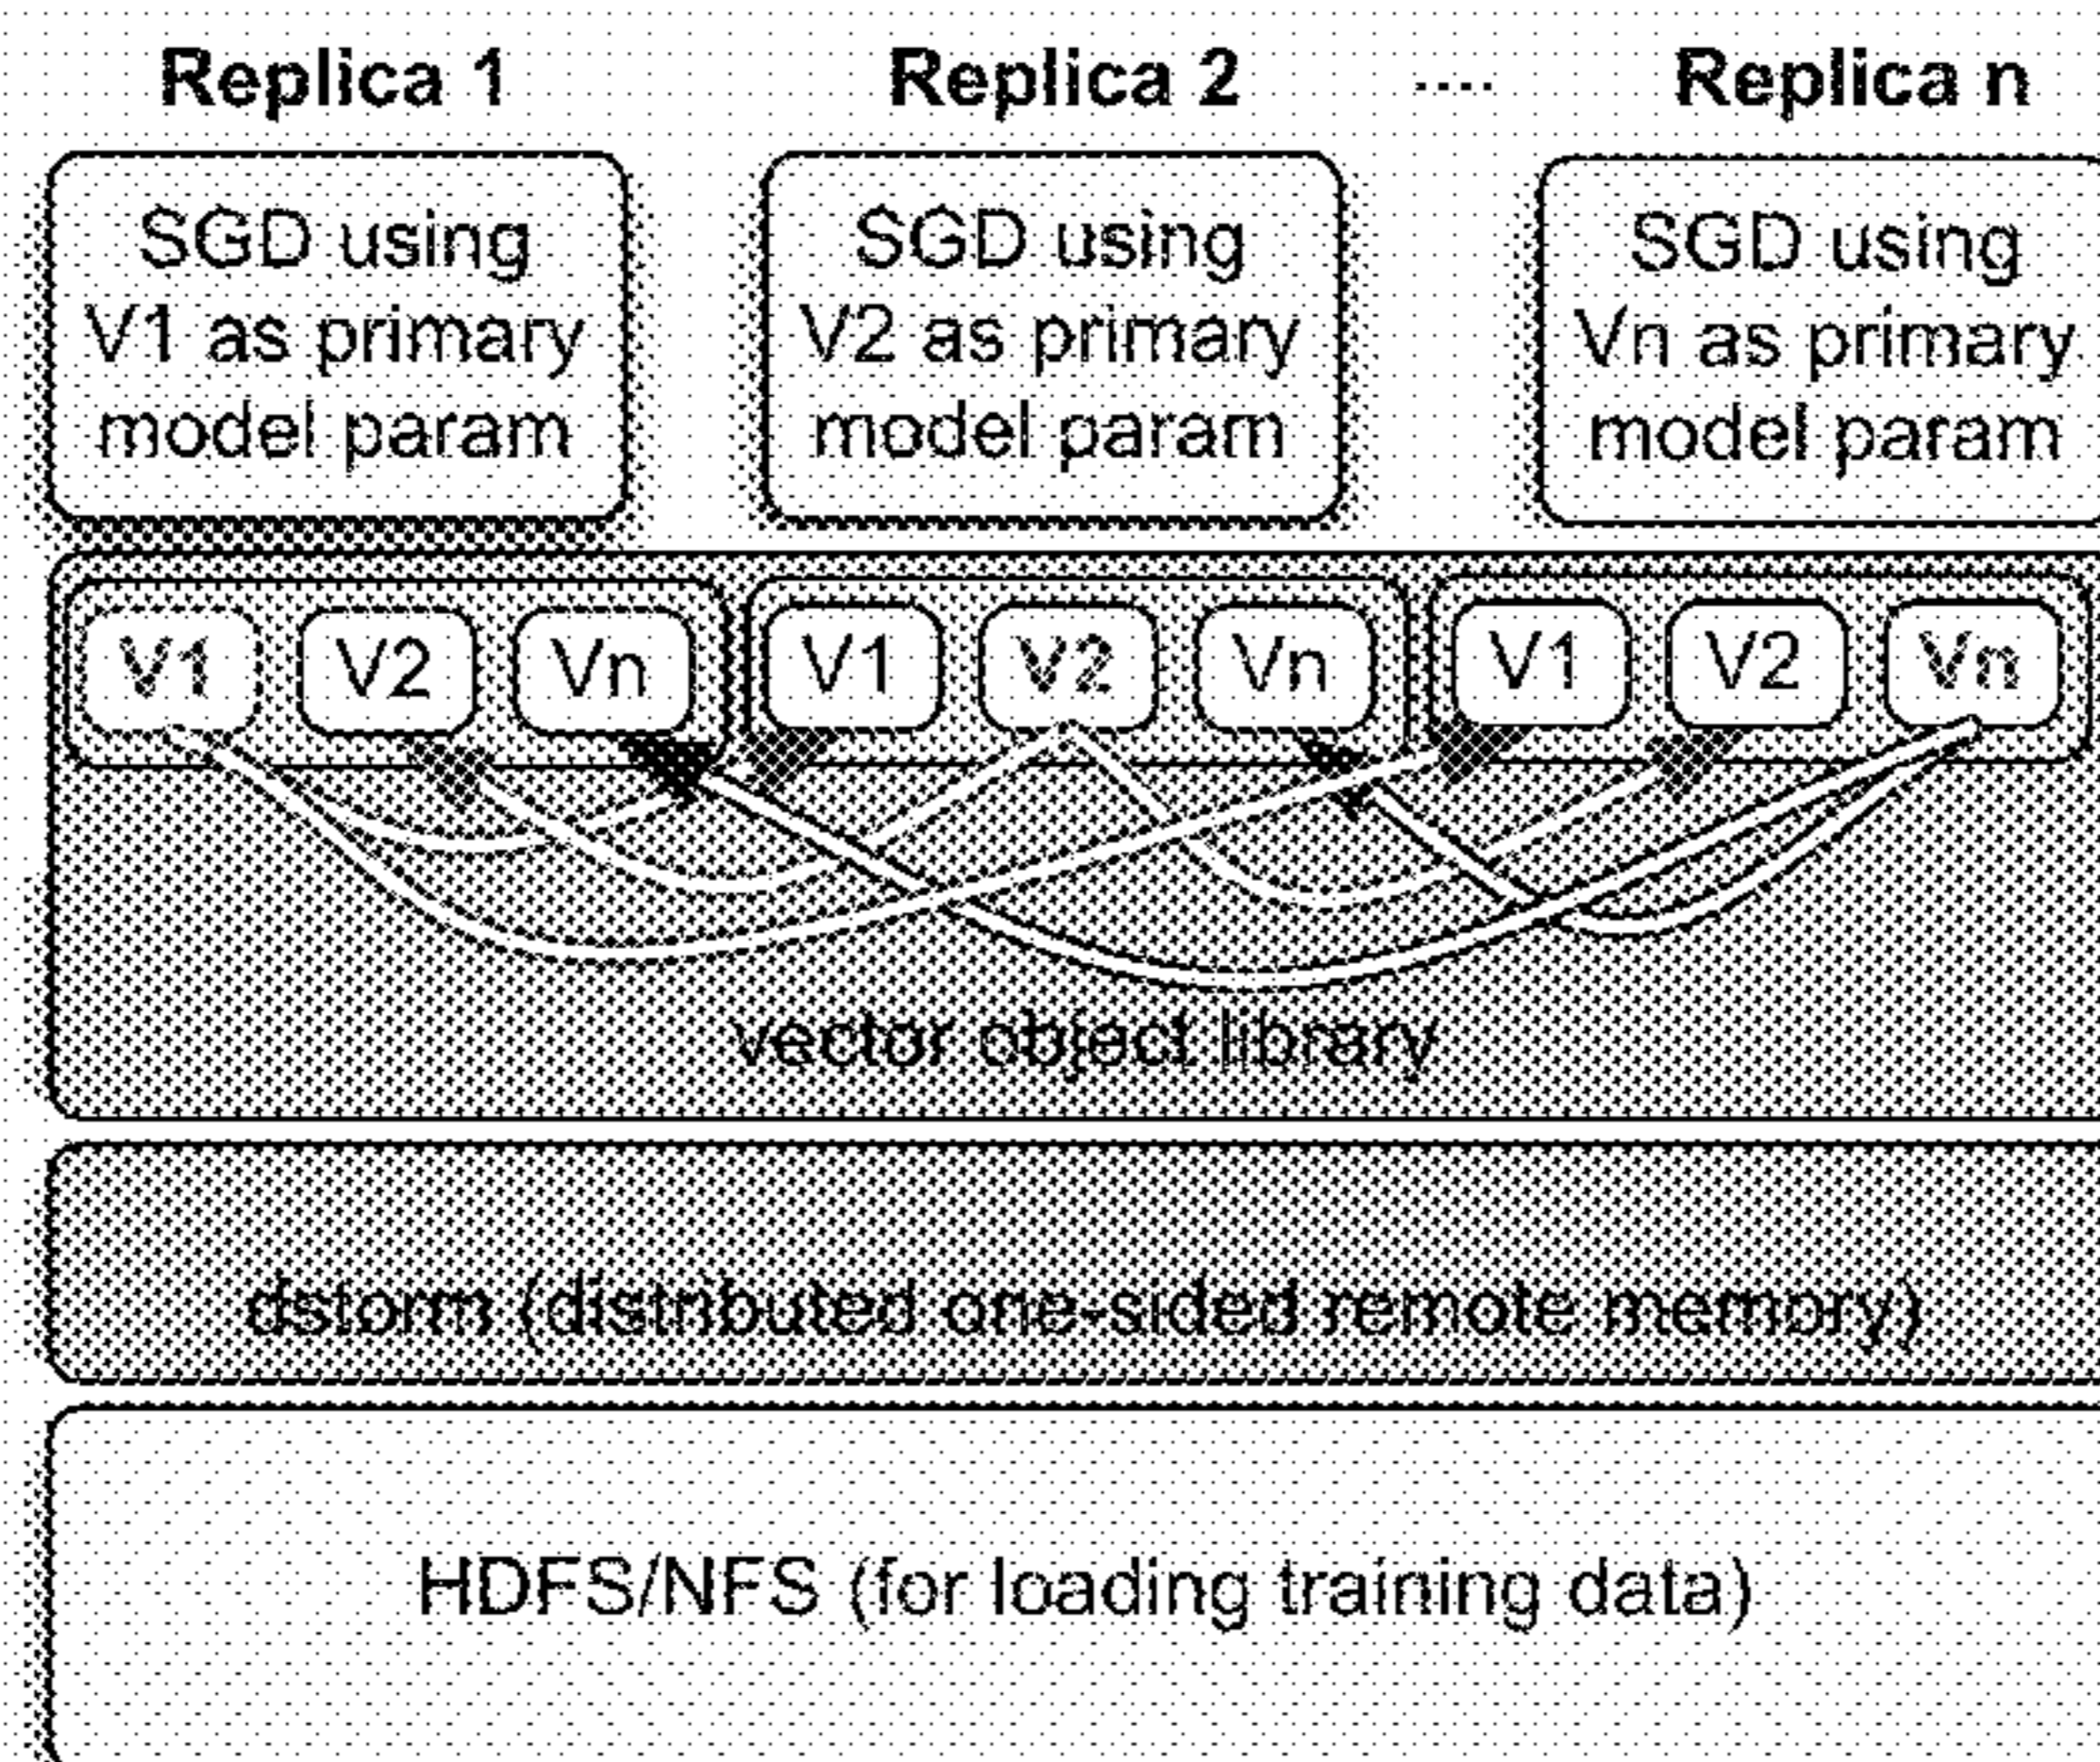 Replica 1 Replica 2 .... Replica n
SGD using
V1 as primary
model param
SGD using
V2 as primary
model param
SGD using
Vn as primary
model param
V1 V2 Vn V1 V2 Vn V1 V2 Vn
vector object library
dstorm (distributed one-sided remote memory)
HDFS/NFS (for loading training data)